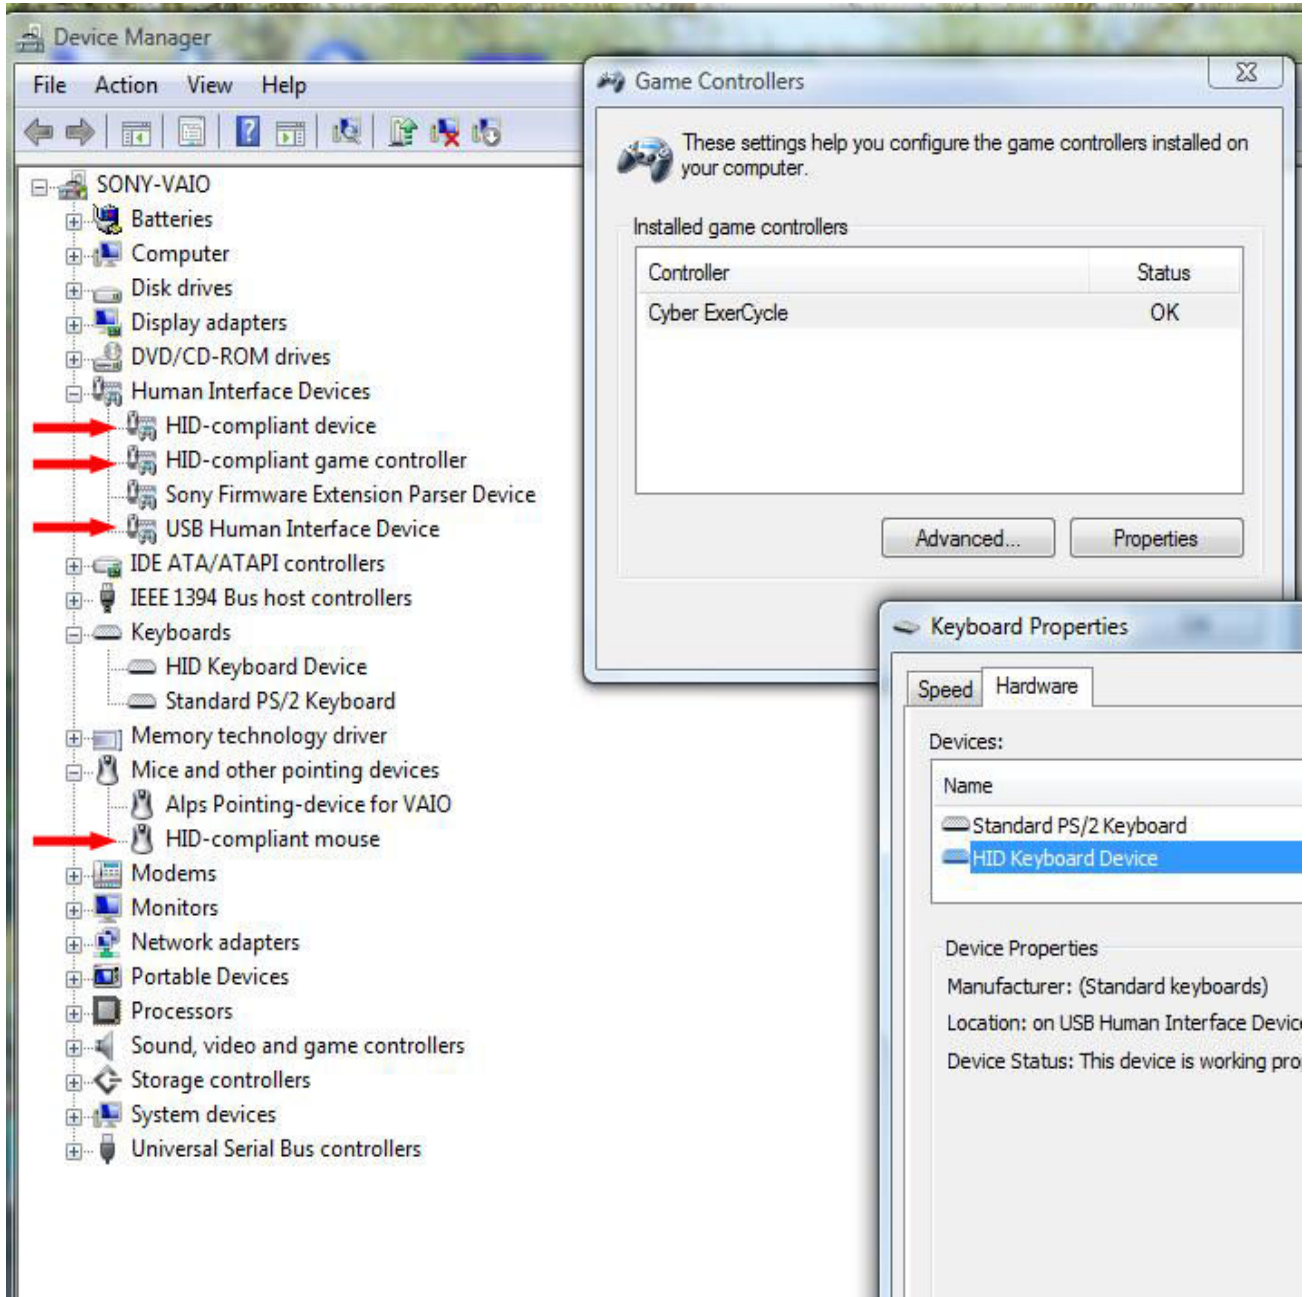 Device Manager
File Action View Help
SONY-VAIO
Batteries
Computer
Disk drives
Display adapters
DVD/CD-ROM drives
Human Interface Devices
HID-compliant device
HID-compliant game controller
Sony Firmware Extension Parser Device
USB Human Interface Device
IDE ATA/ATAPI controllers
IEEE 1394 Bus host controllers
Keyboards
HID Keyboard Device
Standard PS/2 Keyboard
Memory technology driver
Mice and other pointing devices
Alps Pointing-device for VAIO
HID-compliant mouse
Modems
Monitors
Network adapters
Portable Devices
Processors
Sound, video and game controllers
Storage controllers
System devices
Universal Serial Bus controllers
Game Controllers
These settings help you configure the game controllers installed on
your computer.
Installed game controllers
Controller Status
Cyber ExerCycle OK
Advanced... Properties
Keyboard Properties
Speed Hardware
Devices:
Name
Standard PS/2 Keyboard
HID Keyboard Device
Device Properties
Manufacturer: (Standard keyboards)
Location: on USB Human Interface Device
Device Status: This device is working pro